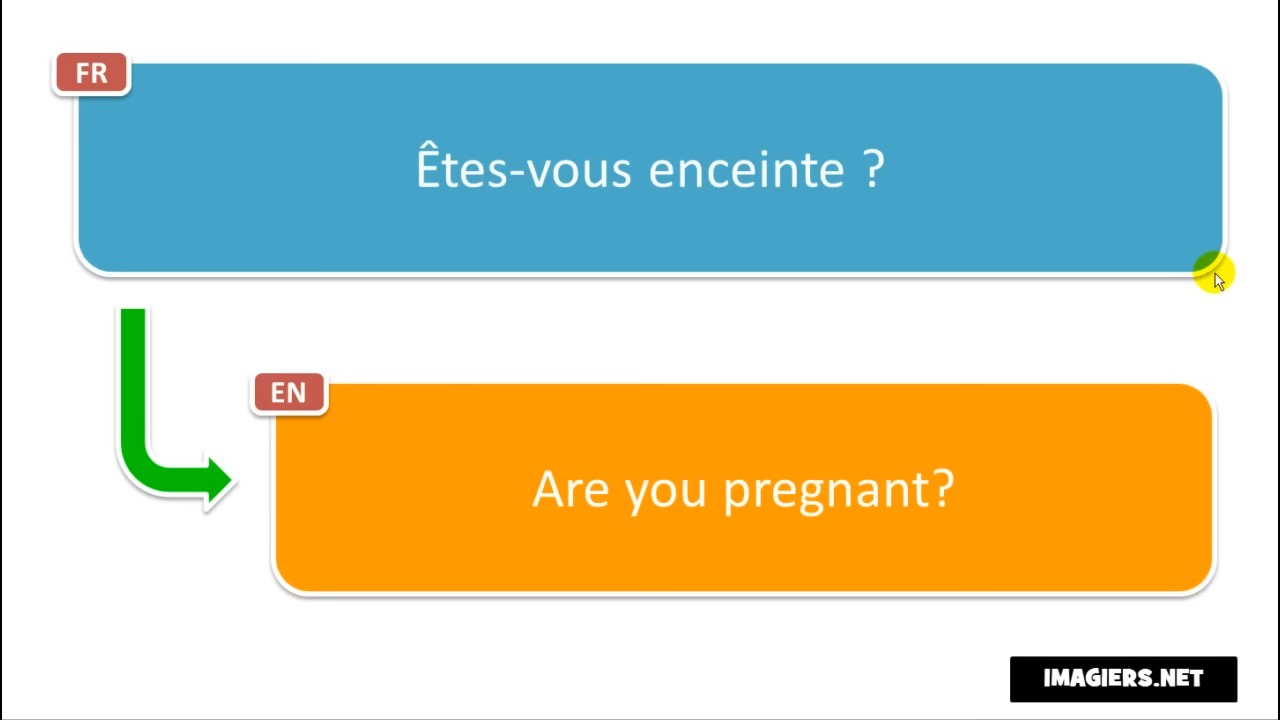 FR
Êtes-vous enceinte ?
EN
Are you pregnant?
IMAGIERS.NET